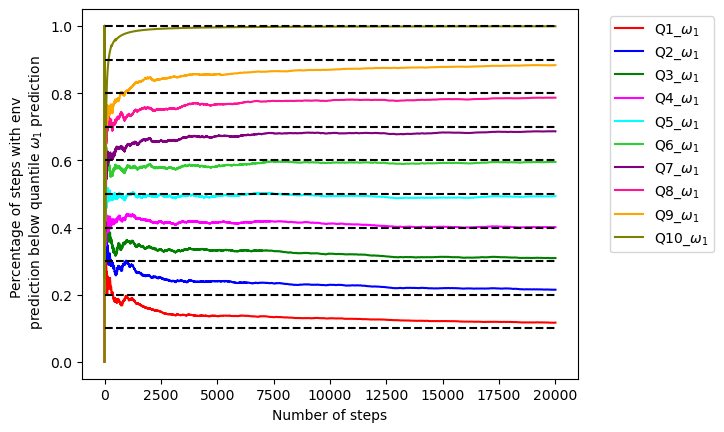 Percentage of steps with env
prediction below quantile ω₁ prediction
1.0
0.8
0.6
0.4
0.2
0.0
0
2500
5000
7500
10000
12500
15000
17500
20000
Number of steps
Q1_ω₁
Q2_ω₁
Q3_ω₁
Q4_ω₁
Q5_ω₁
Q6_ω₁
Q7_ω₁
Q8_ω₁
Q9_ω₁
Q10_ω₁